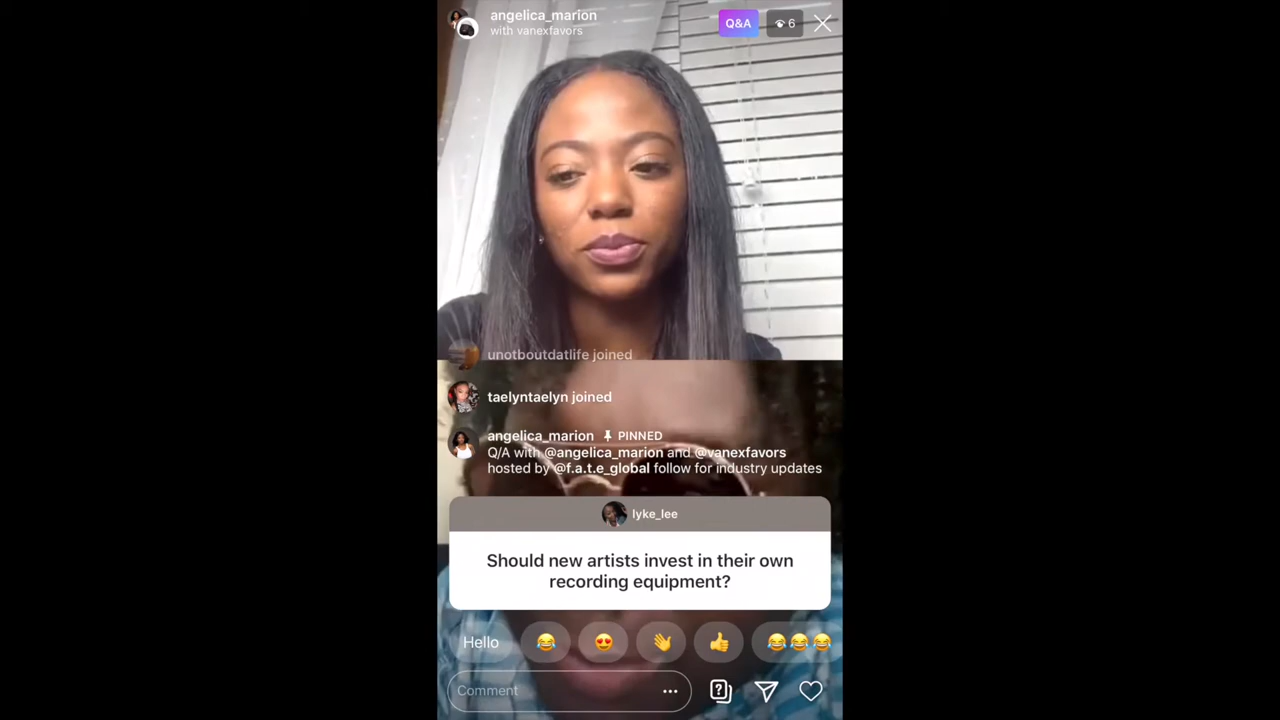 angelica_marion
with vanexfavors
Q&A
6
unotboutdatlife joined
taelyntaelyn joined
angelica_marion PINNED
Q/A with @angelica_marion and @vanexfavors
hosted by @f.a.t.e_global follow for industry updates
lyke_lee
Should new artists invest in their own
recording equipment?
Hello
Comment